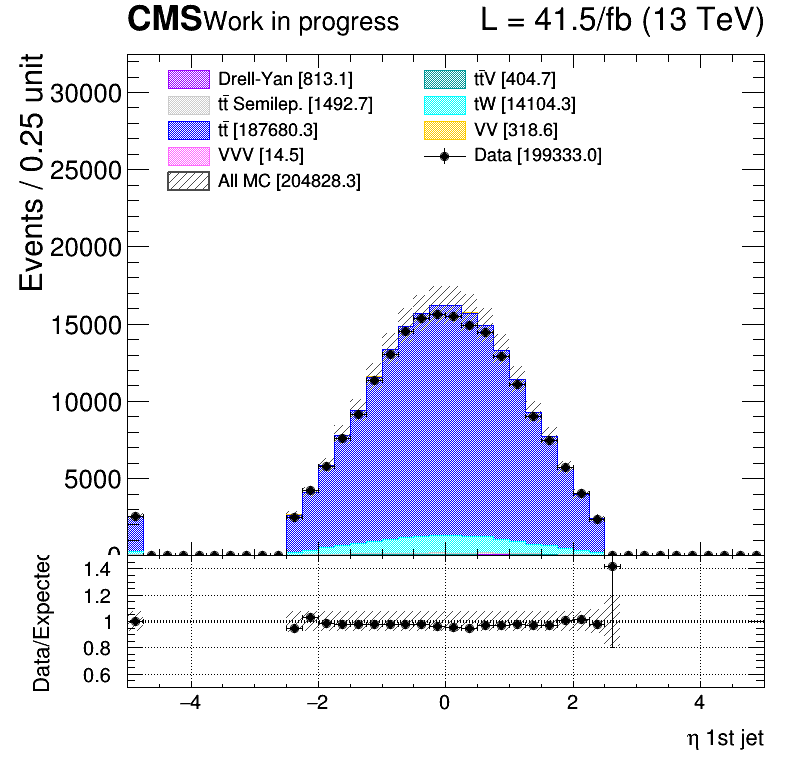 CMS Work in progress L = 41.5/fb (13 TeV)
Events / 0.25 unit
30000
25000
20000
15000
10000
5000
0
Drell-Yan [813.1]
tt̄ Semilep. [1492.7]
tt̄ [187680.3]
VVV [14.5]
All MC [204828.3]
tt̄V [404.7]
tW [14104.3]
VV [318.6]
Data [199333.0]
Data/Expected
1.4
1.2
1
0.8
0.6
−4 −2 0 2 4
η 1st jet